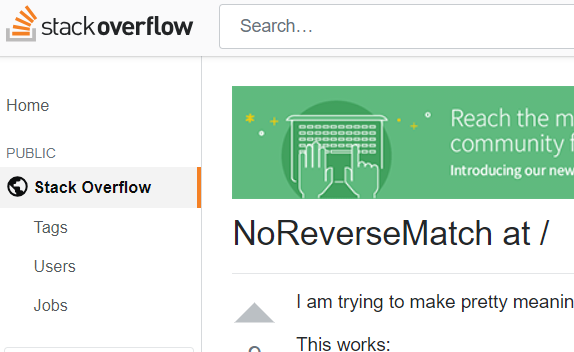 stackoverflow
Search...
Home
PUBLIC
Stack Overflow
Tags
Users
Jobs
Reach the
community
Introducing our new
NoReverseMatch at /
I am trying to make pretty
This works: